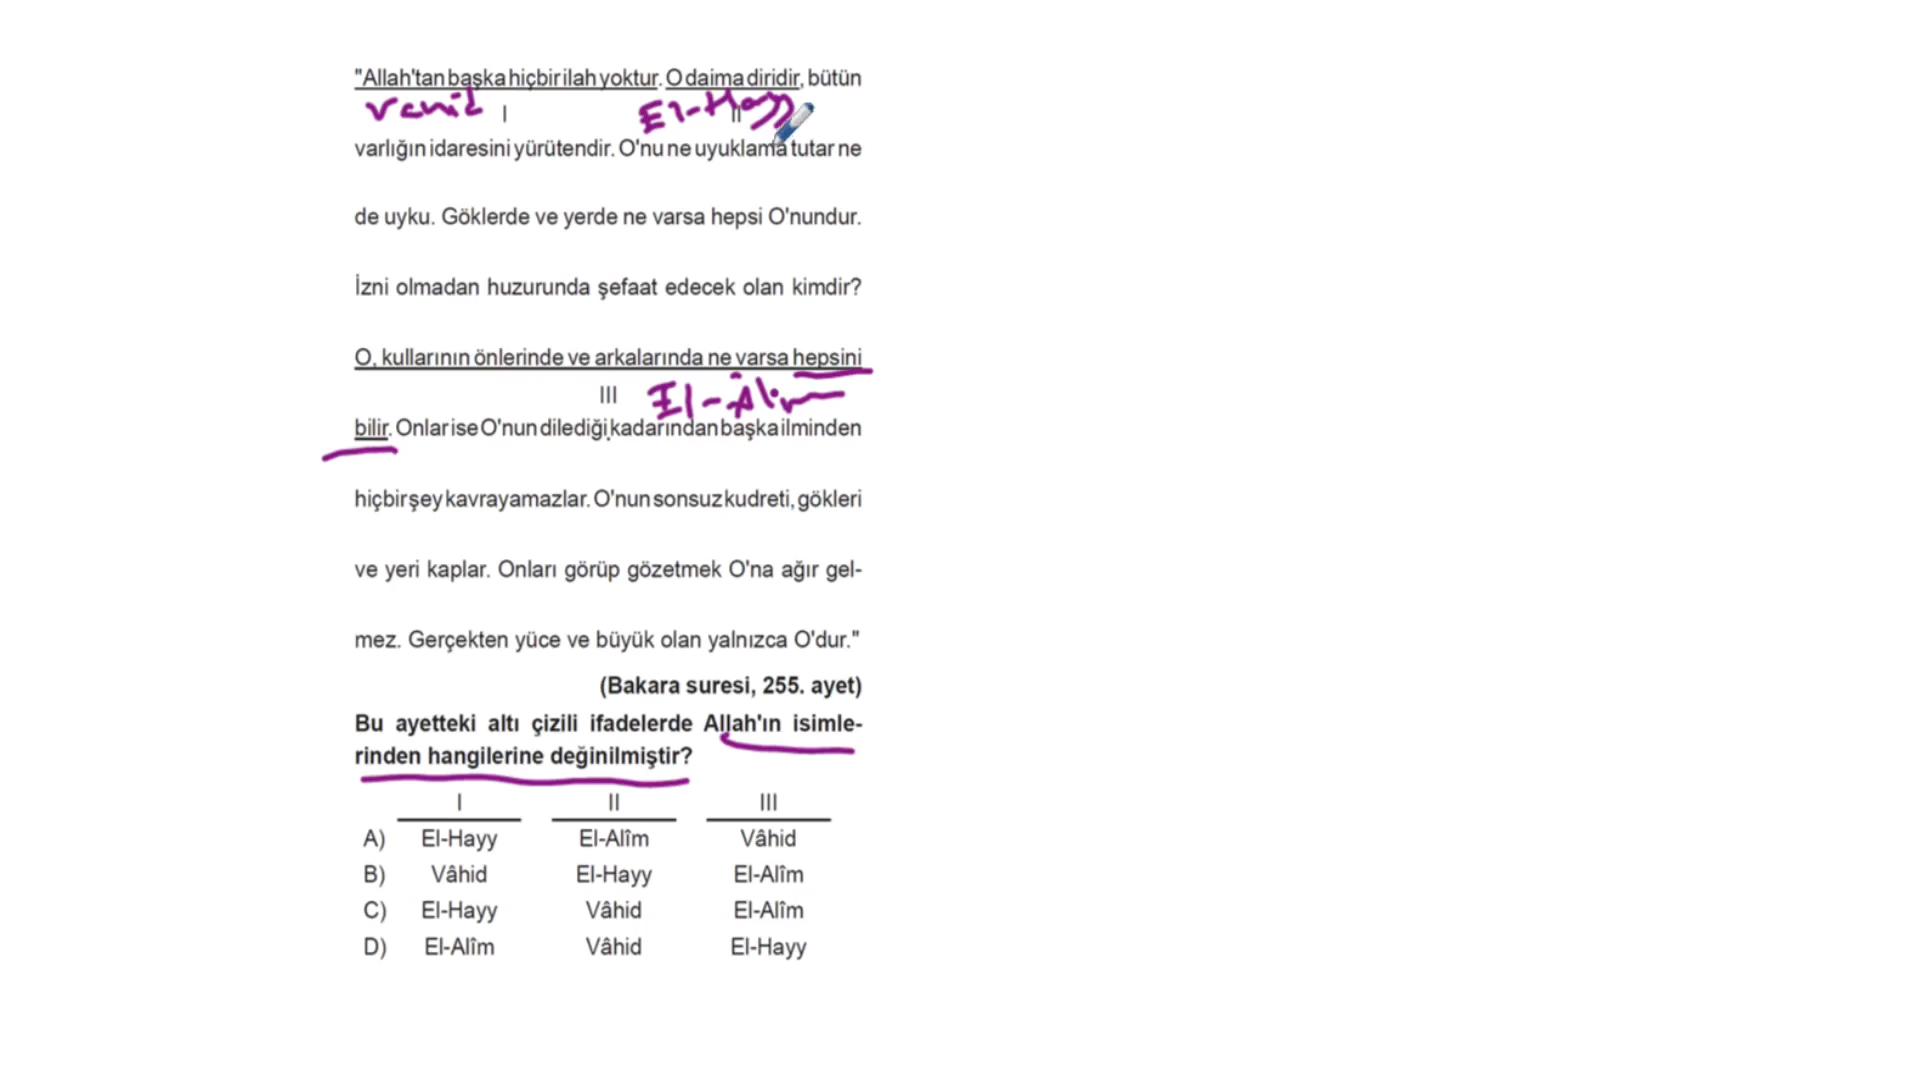 "Allah'tan başka hiçbir ilah yoktur. O daima diridir, bütün
Vahid I El-Hayy II
varlığın idaresini yürütendir. O'nu ne uyuklama tutar ne
de uyku. Göklerde ve yerde ne varsa hepsi O'nundur.
İzni olmadan huzurunda şefaat edecek olan kimdir?
O, kullarının önlerinde ve arkalarında ne varsa hepsini
III El-Alim
bilir. Onlar ise O'nun dilediği kadarından başka ilminden
hiçbir şey kavrayamazlar. O'nun sonsuz kudreti, gökleri
ve yeri kaplar. Onları görüp gözetmek O'na ağır gel-
mez. Gerçekten yüce ve büyük olan yalnızca O'dur."
(Bakara suresi, 255. ayet)
Bu ayetteki altı çizili ifadelerde Allah'ın isimle-
rinden hangilerine değinilmiştir?
I II III
A) El-Hayy El-Alîm Vâhid
B) Vâhid El-Hayy El-Alîm
C) El-Hayy Vâhid El-Alîm
D) El-Alîm Vâhid El-Hayy